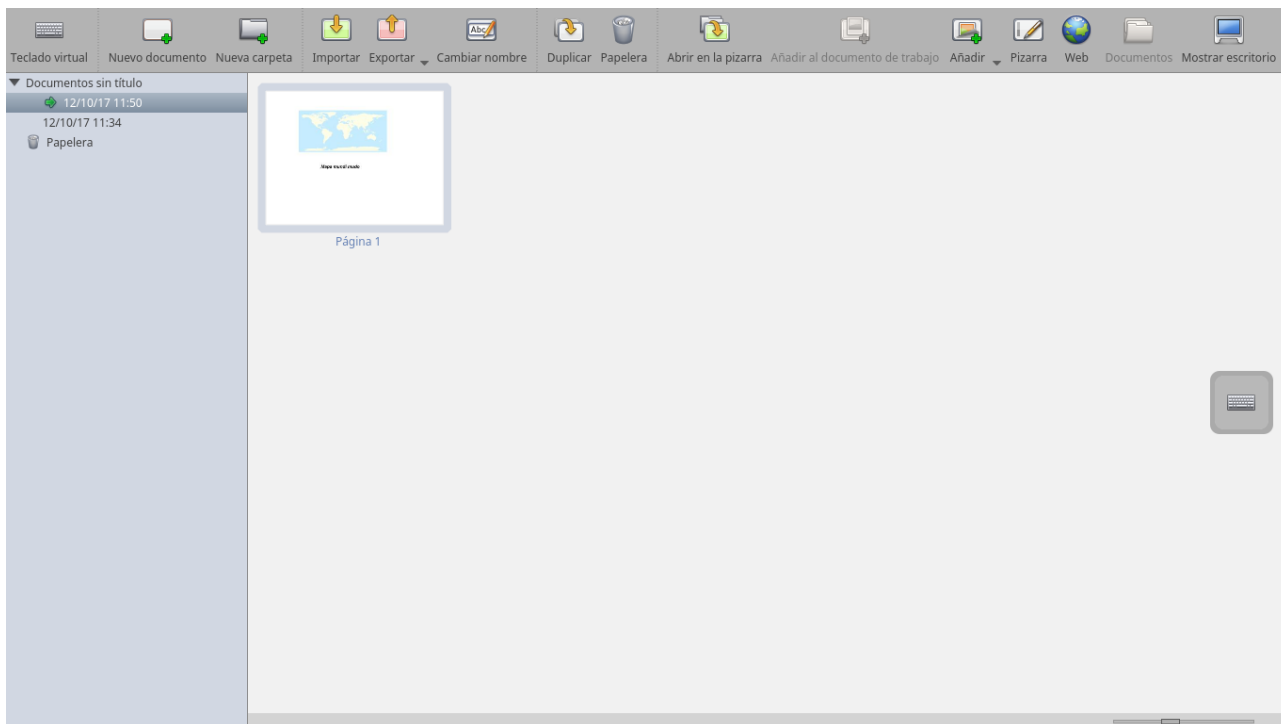 Teclado virtual Nuevo documento Nueva carpeta Importar Exportar Cambiar nombre Duplicar Papelera Abrir en la pizarra Añadir al documento de trabajo Añadir Pizarra Web Documentos Mostrar escritorio
Documentos sin título
12/10/17 11:50
12/10/17 11:34
Papelera
Abc
Página 1